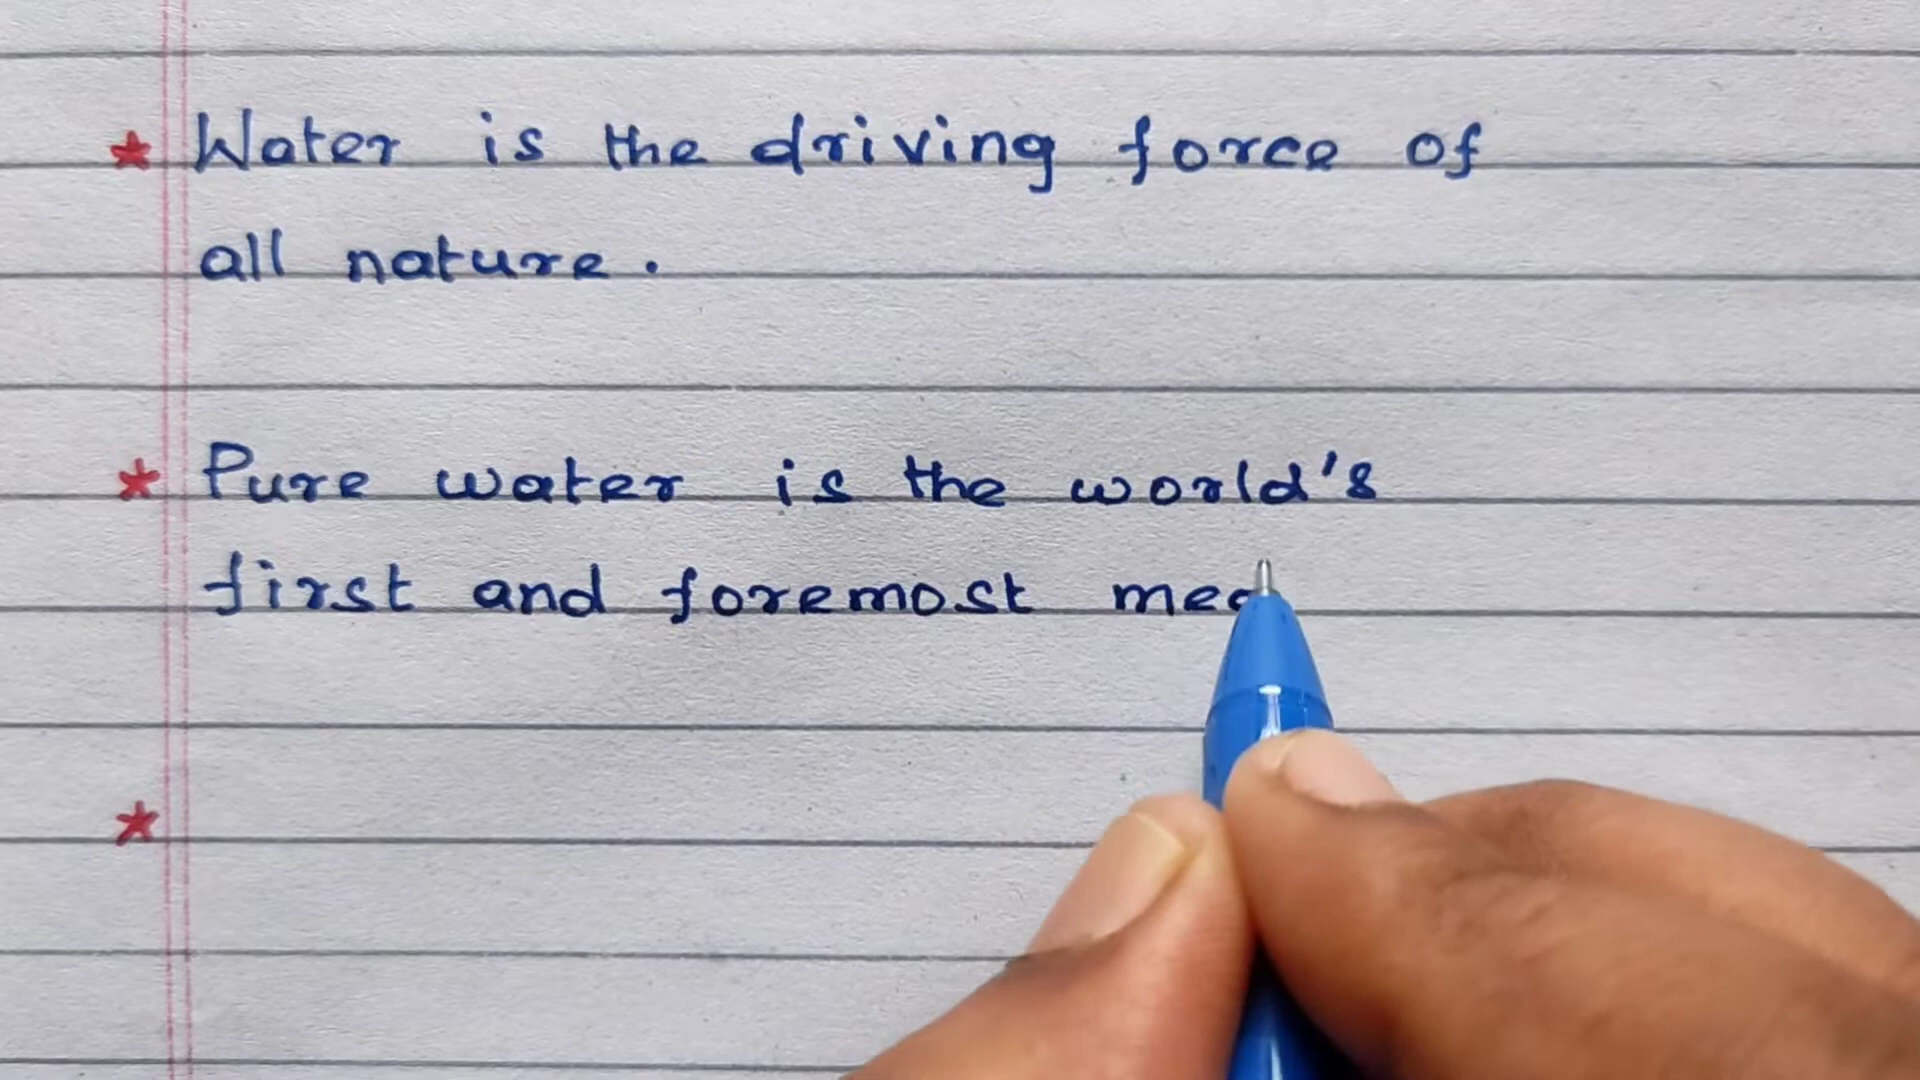 Water is the driving force of
all nature.
Pure water is the world's
first and foremost